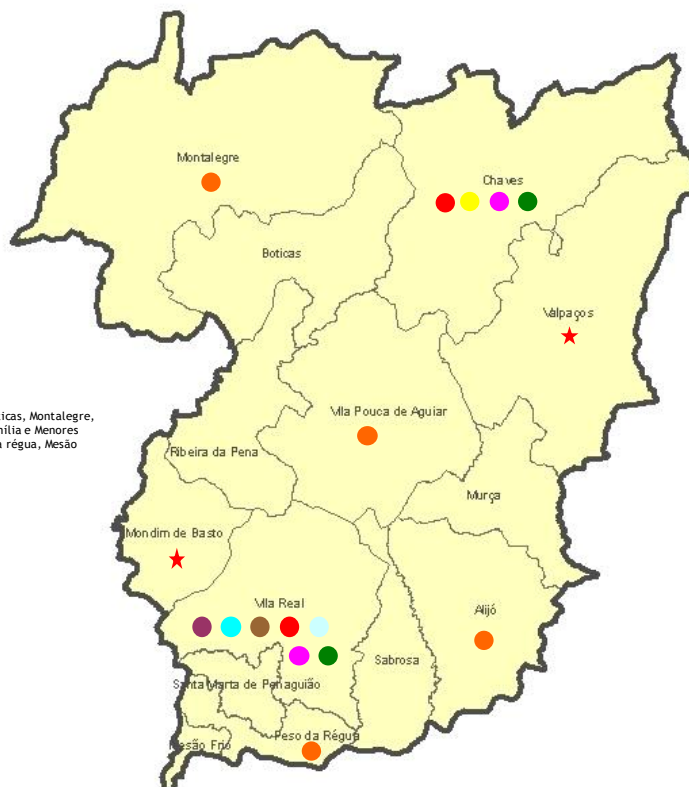 Montalegre
Chaves
Boticas
Valpaços
icas, Montalegre,
nília e Menores
a régua, Mesão
Vila Pouca de Aguiar
Ribeira da Pena
Murça
Mondim de Basto
Vila Real
Alijó
Sabrosa
Santa Marta de Penaguião
Peso da Régua
Mesão Frio